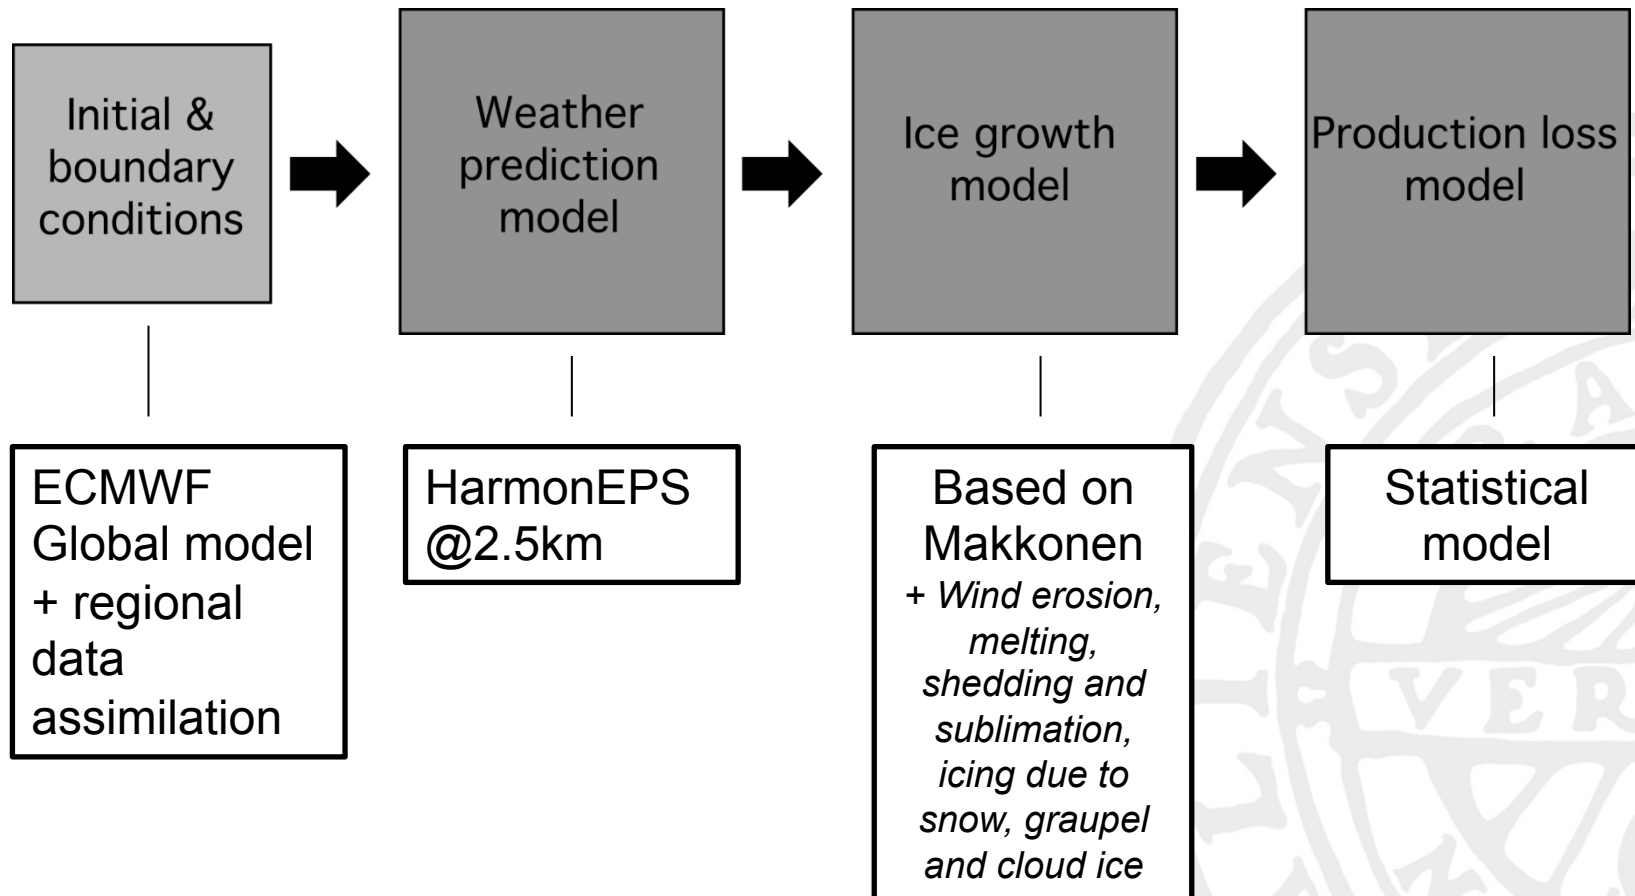 Initial &
boundary
conditions
Weather
prediction
model
Ice growth
model
Production loss
model
ECMWF
Global model
+ regional
data
assimilation
HarmonEPS
@2.5km
Based on
Makkonen
+ Wind erosion,
melting,
shedding and
sublimation,
icing due to
snow, graupel
and cloud ice
Statistical
model